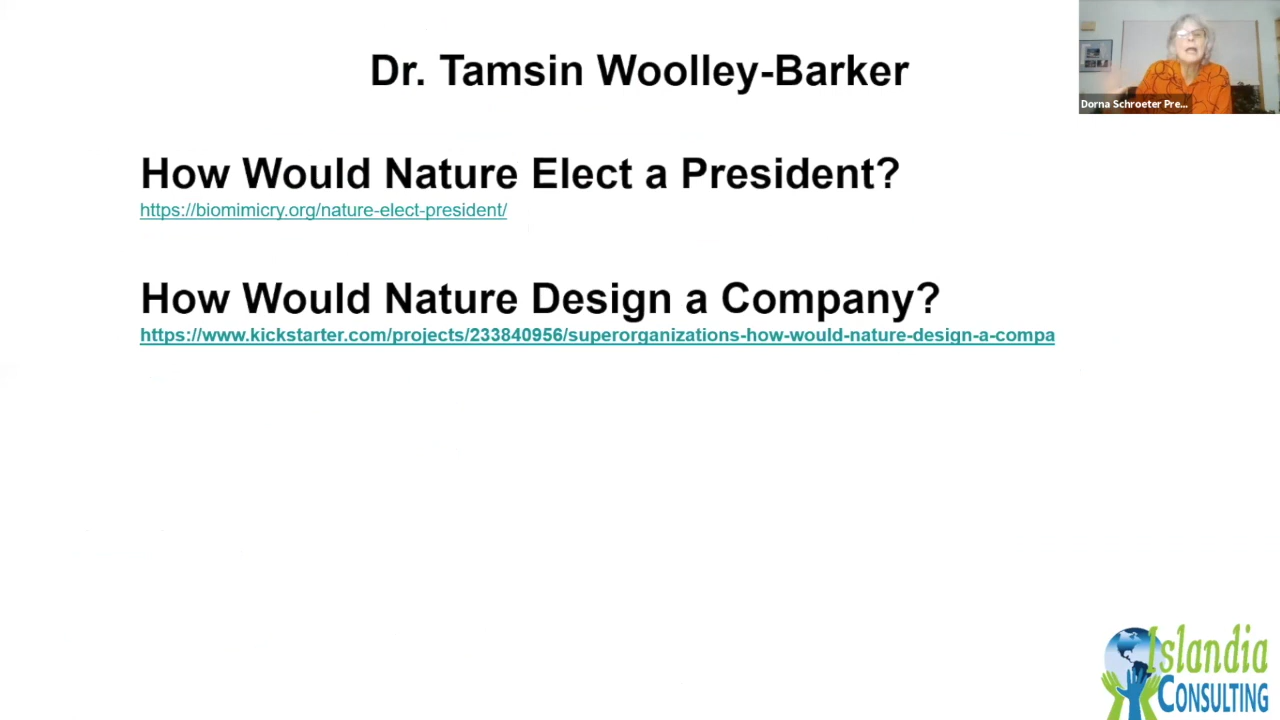 Dr. Tamsin Woolley-Barker
Dorna Schroeter Pre...
How Would Nature Elect a President?
https://biomimicry.org/nature-elect-president/
How Would Nature Design a Company?
https://www.kickstarter.com/projects/233840956/superorganizations-how-would-nature-design-a-compa
Islandia
CONSULTING